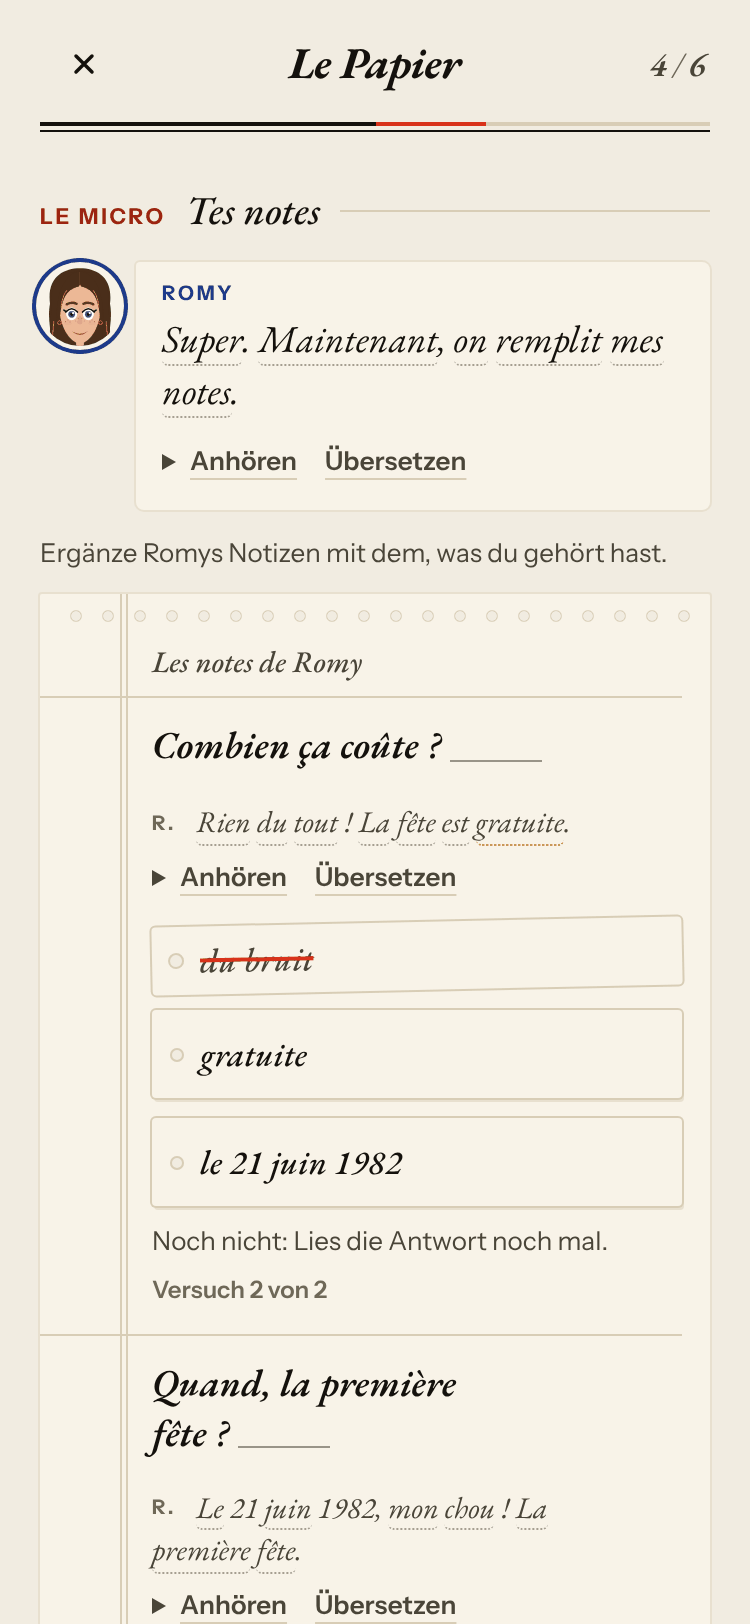 Le Papier
4 / 6
LE MICRO Tes notes
ROMY
Super. Maintenant, on remplit mes
notes.
Anhören Übersetzen
Ergänze Romys Notizen mit dem, was du gehört hast.
Les notes de Romy
Combien ça coûte ? ______
R. Rien du tout ! La fête est gratuite.
Anhören Übersetzen
du bruit
gratuite
le 21 juin 1982
Noch nicht: Lies die Antwort noch mal.
Versuch 2 von 2
Quand, la première
fête ? ______
R. Le 21 juin 1982, mon chou ! La
première fête.
Anhören Übersetzen